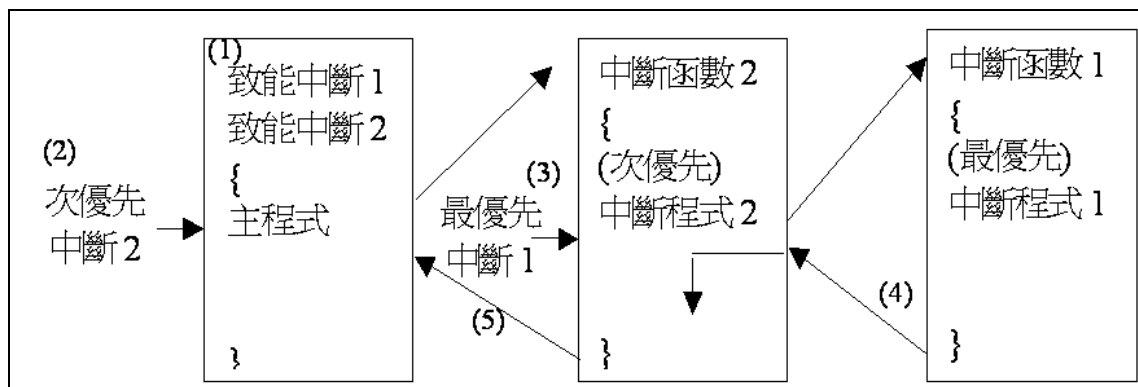 (1)
致能中斷 1
致能中斷 2
{
主程式
}
(2)
次優先
中斷 2
中斷函數 2
{
(次優先)
中斷程式 2
}
(3)
最優先
中斷 1
中斷函數 1
{
(最優先)
中斷程式 1
}
(4)
(5)